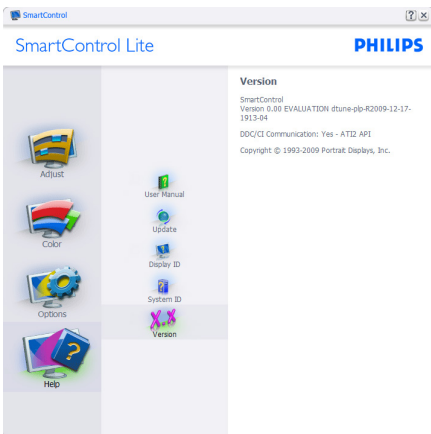 SmartControl
? x
SmartControl Lite
PHILIPS
Adjust
Color
Options
Help
User Manual
Update
Display ID
System ID
X.X
Version
Version
SmartControl
Version 0.00 EVALUATION dtune-plp-R2009-12-17-
1913-04
DDC/CI Communication: Yes - ATI2 API
Copyright © 1993-2009 Portrait Displays, Inc.